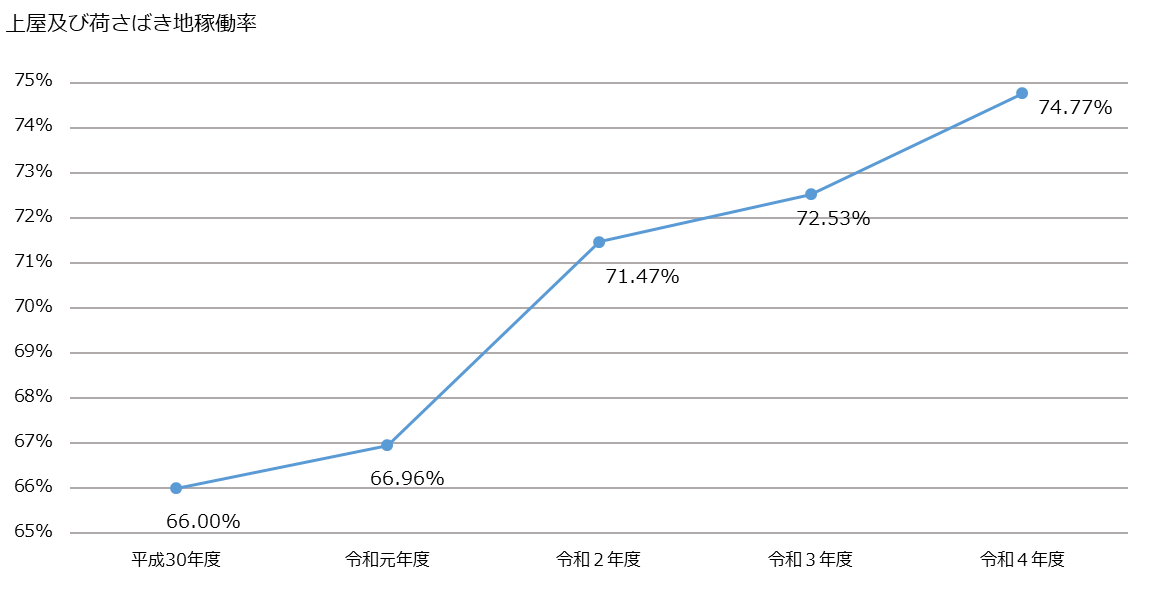 上屋及び荷さばき地稼働率
75%
74%
73%
72%
71%
70%
69%
68%
67%
66%
65%
74.77%
72.53%
71.47%
66.96%
66.00%
平成30年度
令和元年度
令和２年度
令和３年度
令和４年度